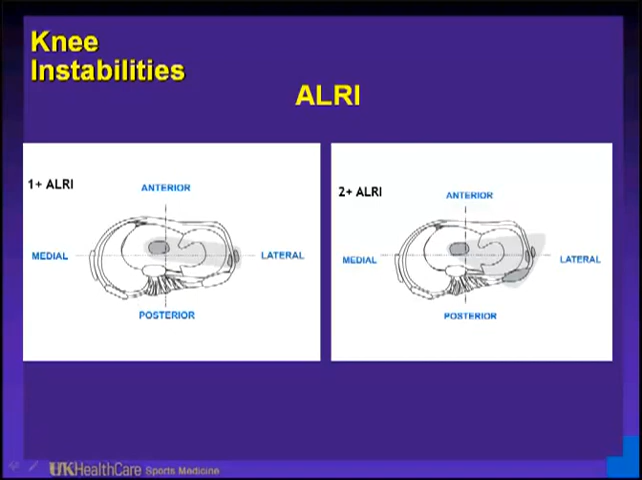 Knee
Instabilities
ALRI
1+ ALRI
ANTERIOR
MEDIAL
LATERAL
POSTERIOR
2+ ALRI
ANTERIOR
MEDIAL
LATERAL
POSTERIOR
UKHealthCare Sports Medicine